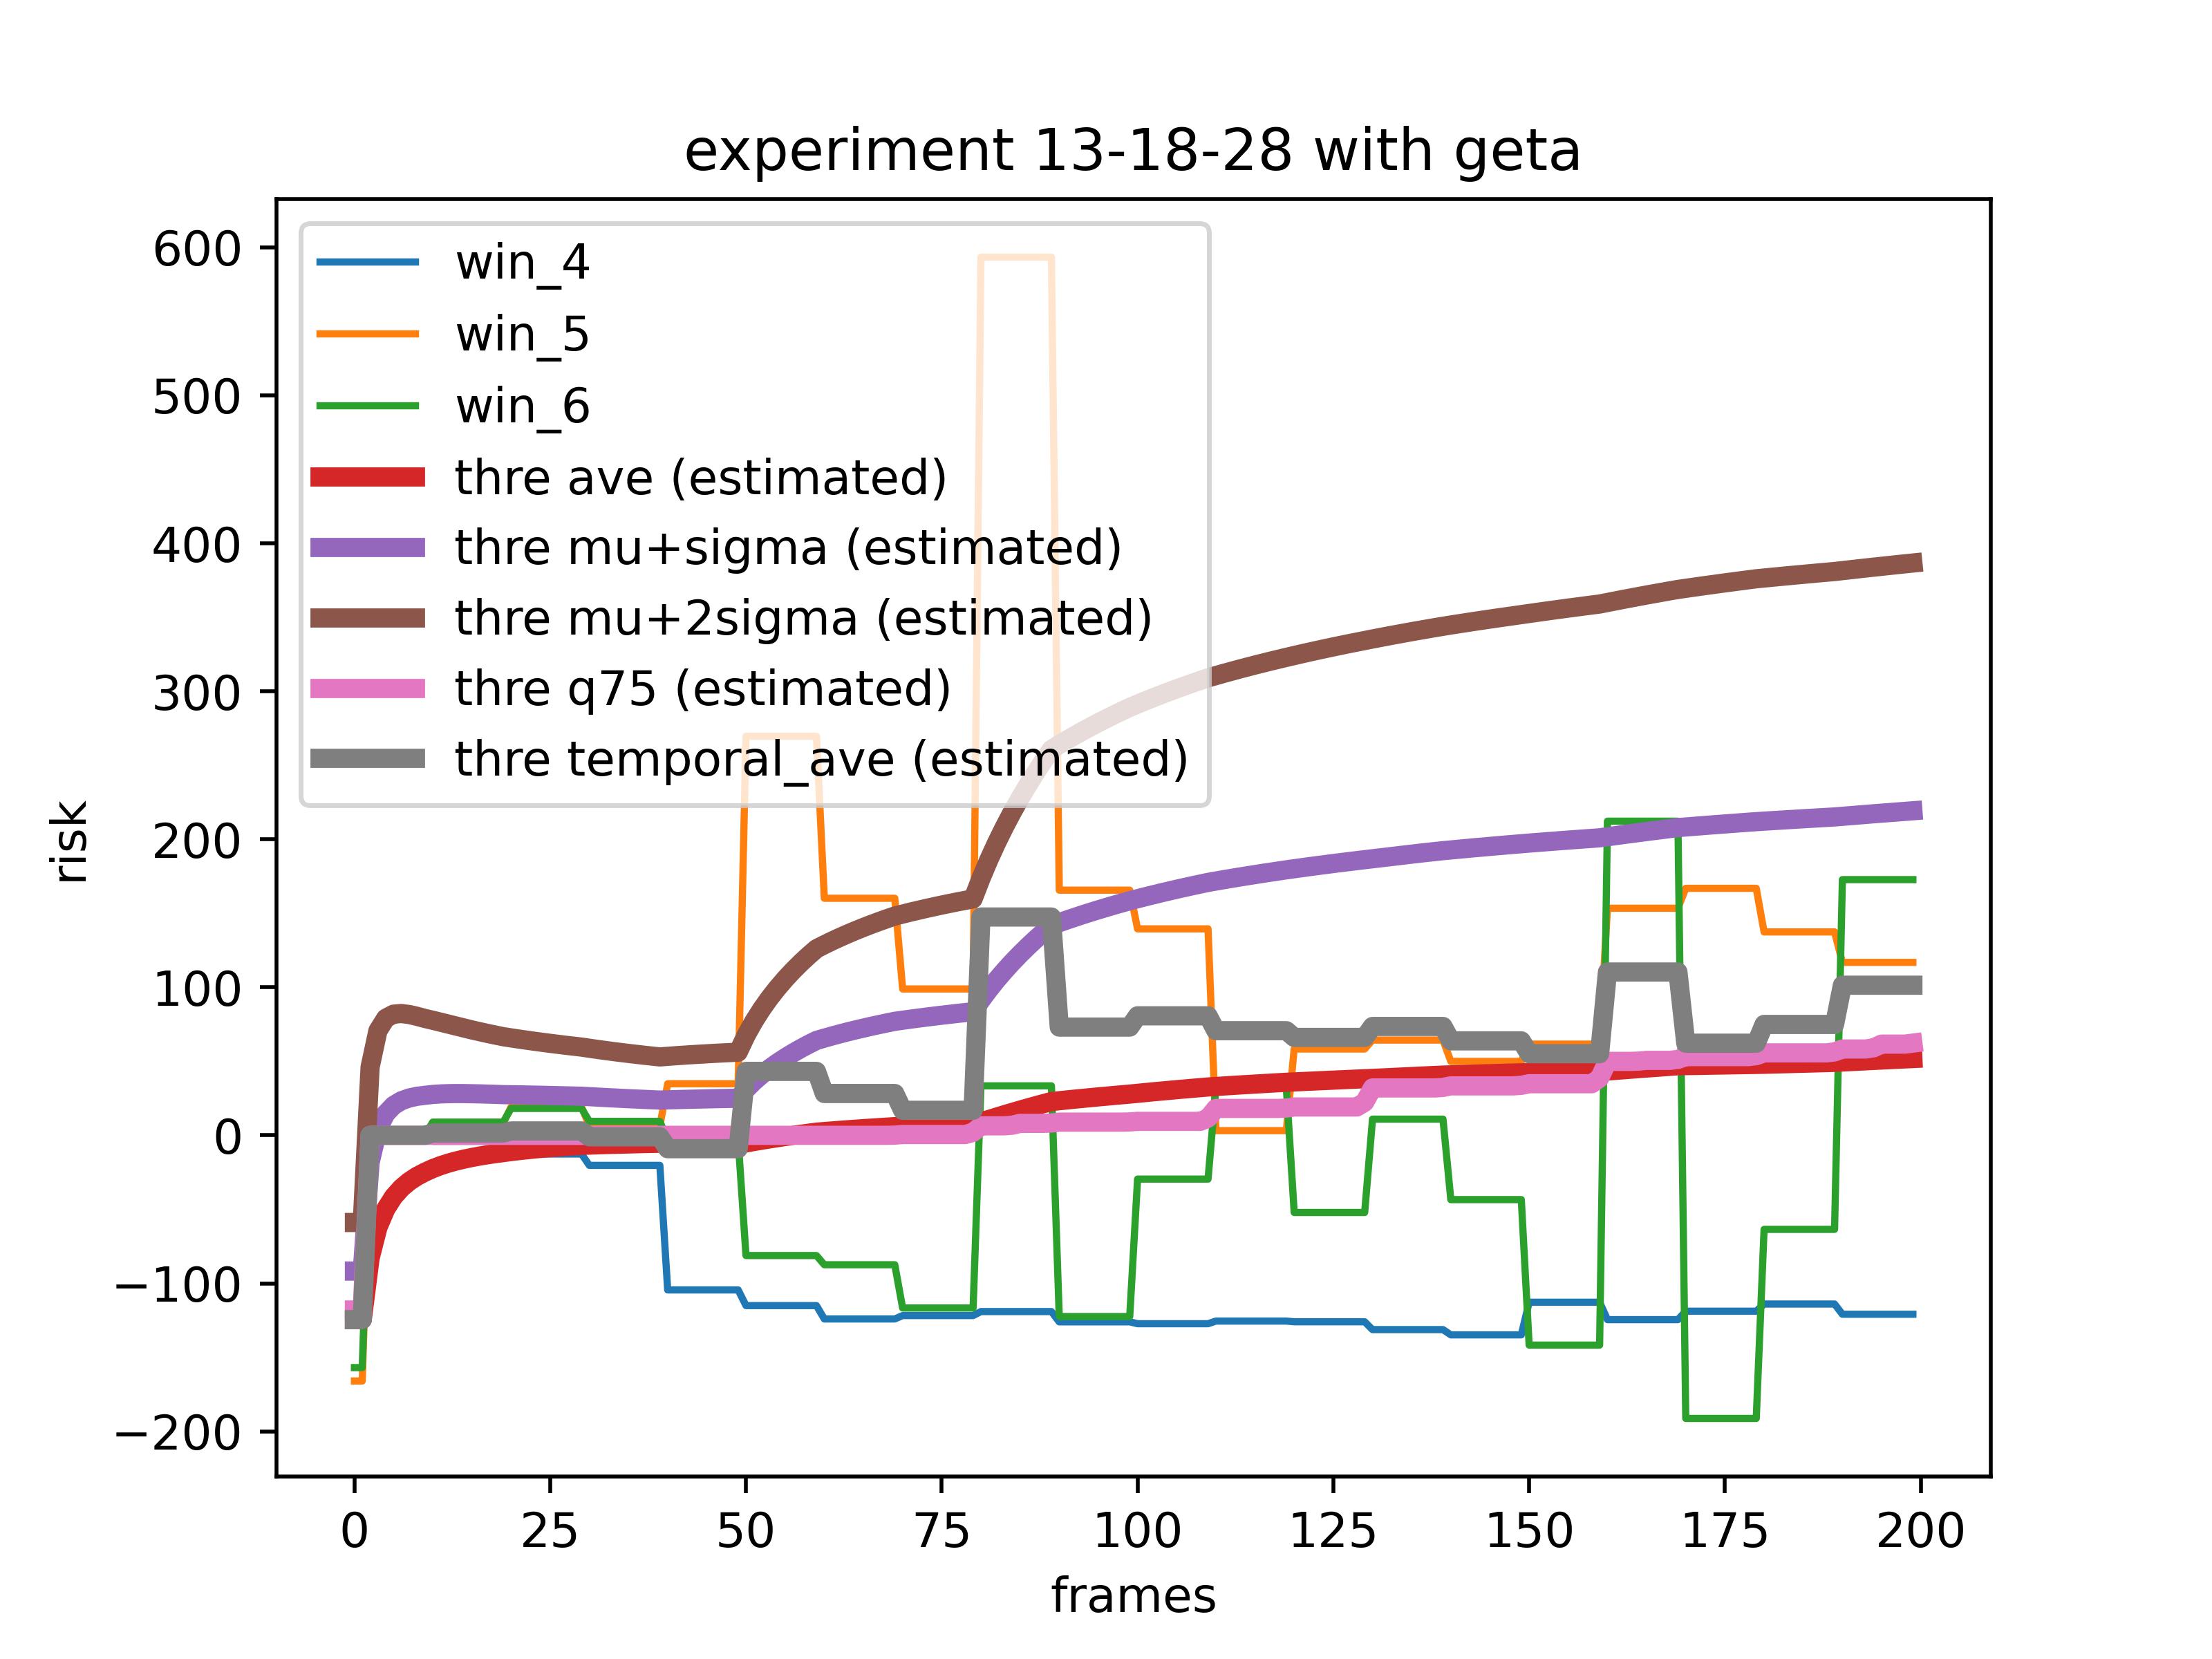 experiment 13-18-28 with geta
600
500
400
300
200
100
0
−100
−200
risk
win_4
win_5
win_6
thre ave (estimated)
thre mu+sigma (estimated)
thre mu+2sigma (estimated)
thre q75 (estimated)
thre temporal_ave (estimated)
0 25 50 75 100 125 150 175 200
frames